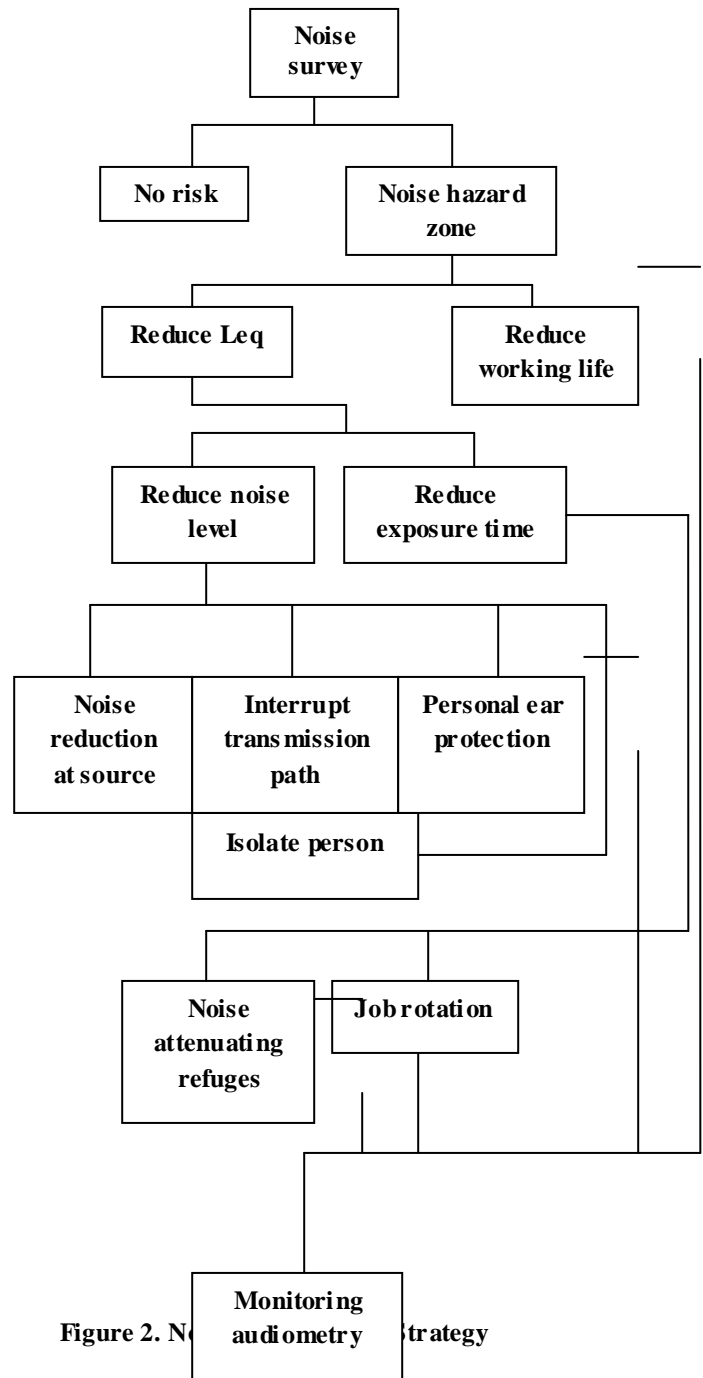 Noise
survey
No risk
Noise hazard
zone
Reduce Leq
Reduce
working life
Reduce noise
level
Reduce
exposure time
Noise
reduction
at source
Interrupt
transmission
path
Personal ear
protection
Isolate person
Noise
attenuating
refuges
Job rotation
Monitoring
audiometry
Figure 2. Strategy